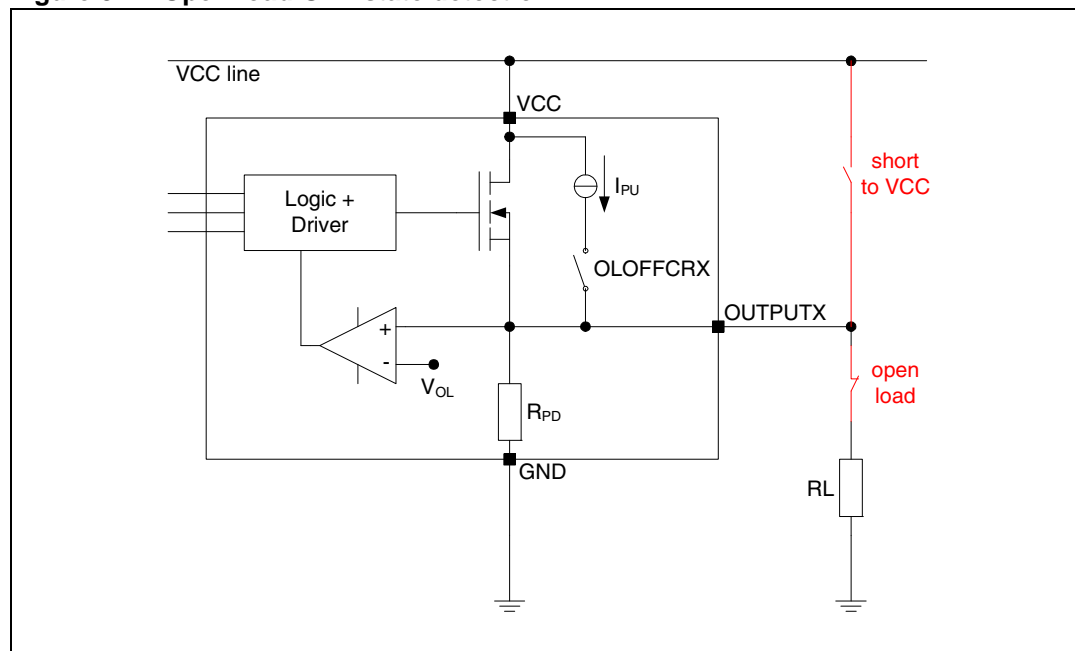 VCC line
VCC
short
to VCC
Logic +
Driver
IPU
OLOFFCRX
OUTPUTX
+
-
VOL
open
load
RPD
GND
RL